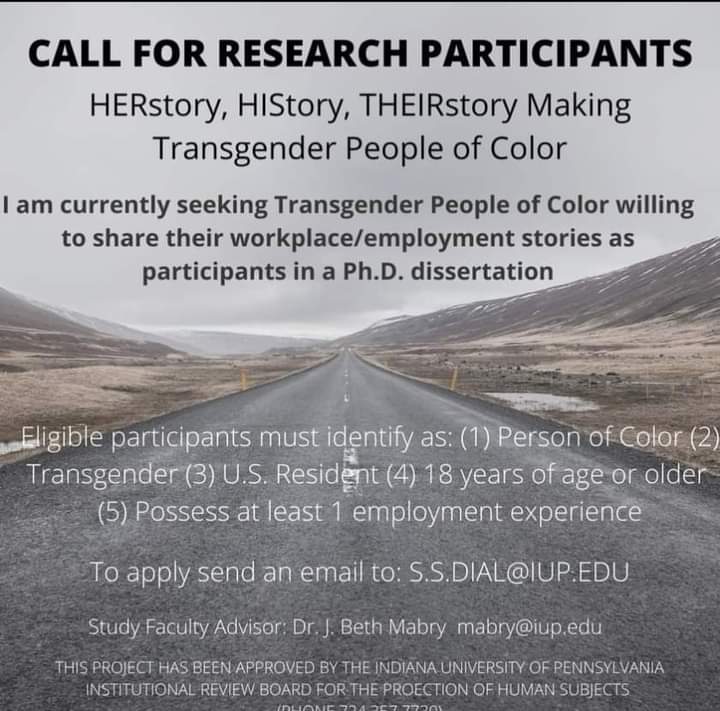 CALL FOR RESEARCH PARTICIPANTS
HERstory, HIStory, THEIRstory Making
Transgender People of Color
I am currently seeking Transgender People of Color willing
to share their workplace/employment stories as
participants in a Ph.D. dissertation
Eligible participants must identify as: (1) Person of Color (2)
Transgender (3) U.S. Resident (4) 18 years of age or older
(5) Possess at least 1 employment experience
To apply send an email to: S.S.DIAL@IUP.EDU
Study Faculty Advisor: Dr. J. Beth Mabry mabry@iup.edu
THIS PROJECT HAS BEEN APPROVED BY THE INDIANA UNIVERSITY OF PENNSYLVANIA
INSTITUTIONAL REVIEW BOARD FOR THE PROECTION OF HUMAN SUBJECTS
(PHONE 724.357.7730)